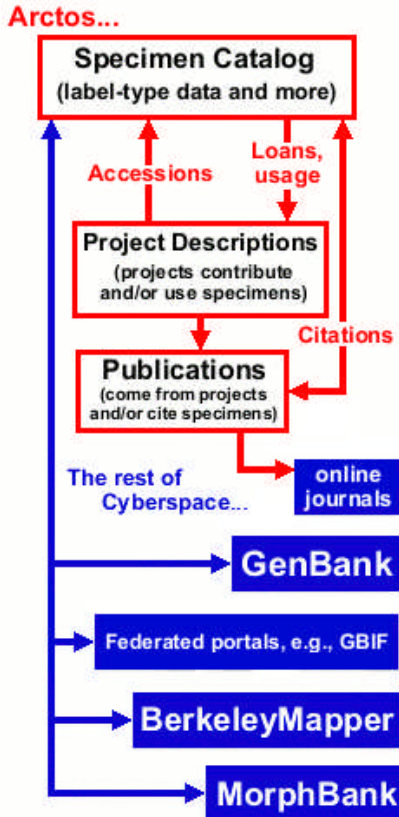 Arctos...
Specimen Catalog
(label-type data and more)
Accessions
Loans,
usage
Project Descriptions
(projects contribute
and/or use specimens)
Citations
Publications
(come from projects
and/or cite specimens)
The rest of
Cyberspace...
online
journals
GenBank
Federated portals, e.g., GBIF
BerkeleyMapper
MorphBank